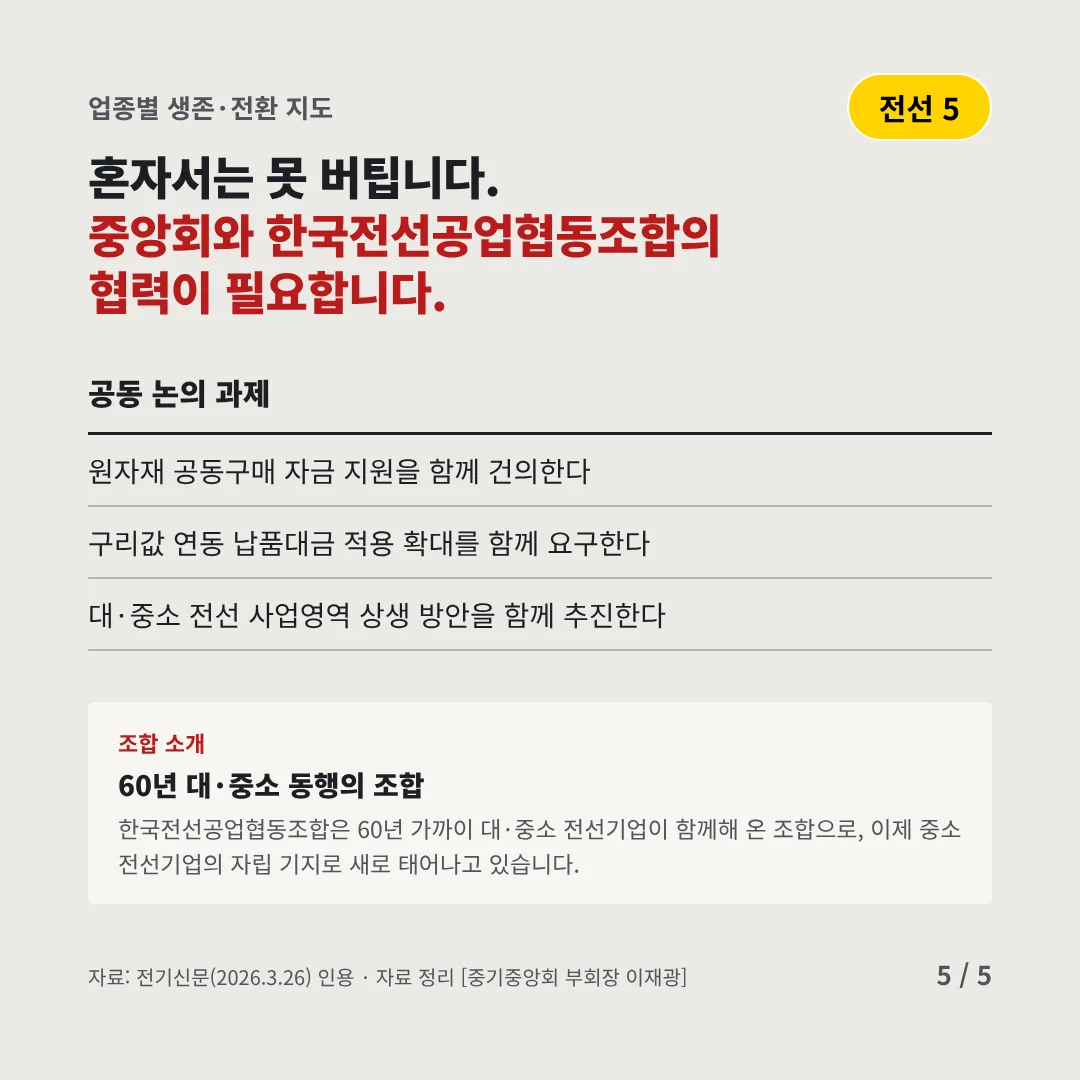 업종별 생존·전환 지도
전선 5
혼자서는 못 버팁니다.
중앙회와 한국전선공업협동조합의
협력이 필요합니다.
공동 논의 과제
원자재 공동구매 자금 지원을 함께 건의한다
구리값 연동 납품대금 적용 확대를 함께 요구한다
대·중소 전선 사업영역 상생 방안을 함께 추진한다
조합 소개
60년 대·중소 동행의 조합
한국전선공업협동조합은 60년 가까이 대·중소 전선기업이 함께해 온 조합으로, 이제 중소
전선기업의 자립 기지로 새로 태어나고 있습니다.
자료: 전기신문(2026.3.26) 인용 · 자료 정리 [중기중앙회 부회장 이재광]
5 / 5